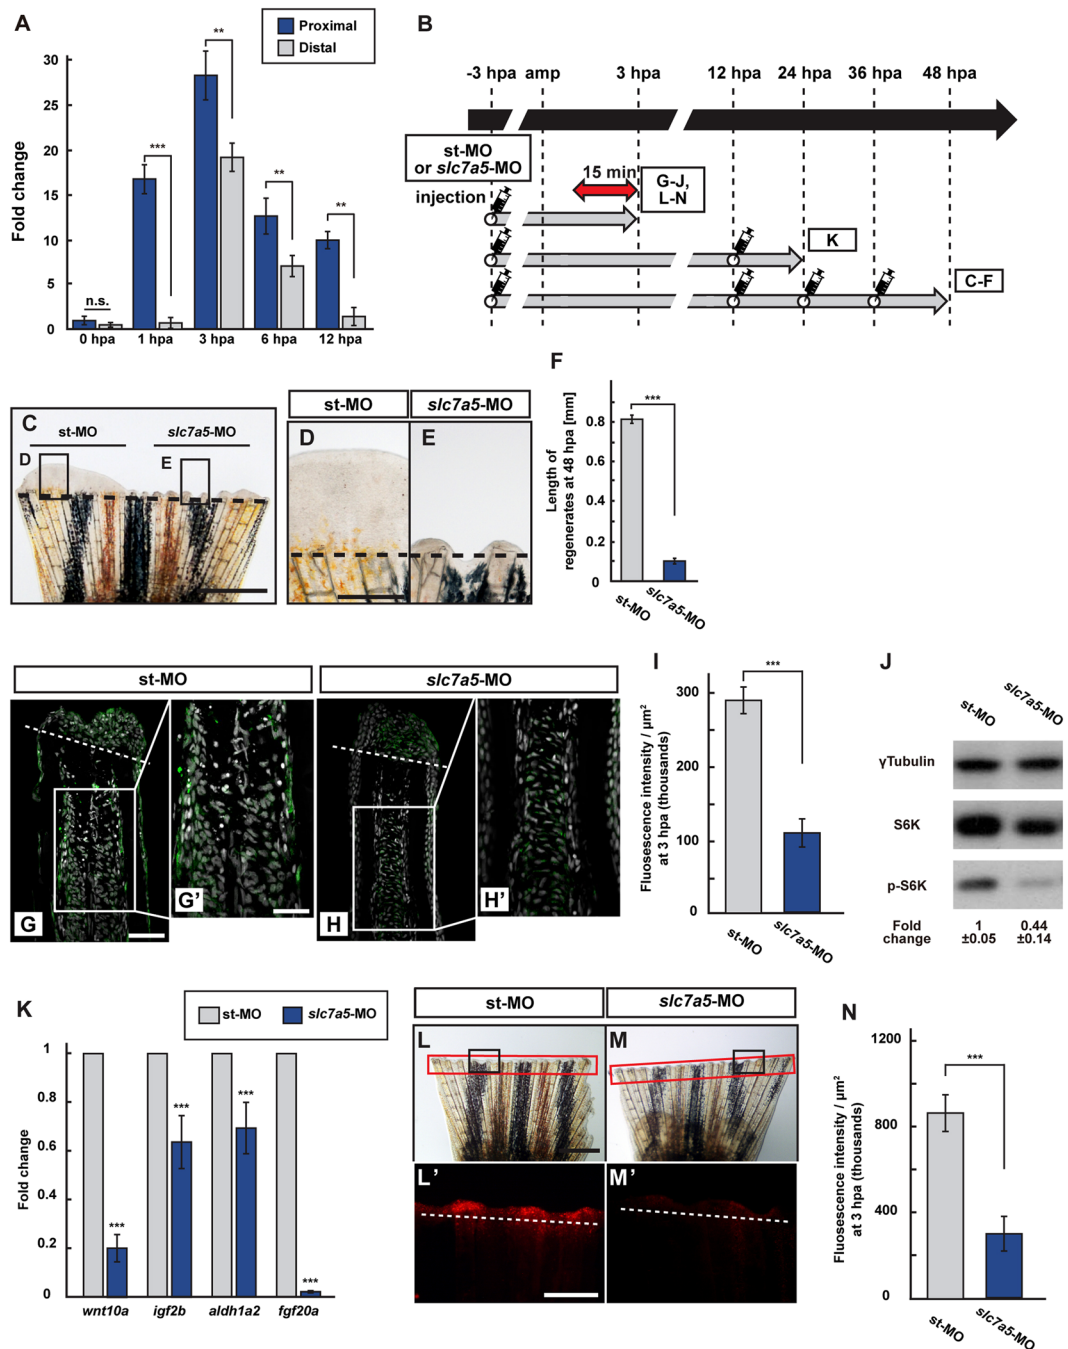 A
Proximal
Distal
Fold change
30
25
20
15
10
5
0
n.s.
***
**
**
**
0 hpa 1 hpa 3 hpa 6 hpa 12 hpa
B
-3 hpa amp 3 hpa 12 hpa 24 hpa 36 hpa 48 hpa
st-MO
or slc7a5-MO
injection
15 min
G-J,
L-N
K
C-F
C
st-MO slc7a5-MO
D
E
st-MO slc7a5-MO
D E
F
Length of
regenerates at 48 hpa [mm]
0.8
0.6
0.4
0.2
0
***
st-MO slc7a5-MO
st-MO slc7a5-MO
G G' H H'
I
Fluosescence intensity / µm²
at 3 hpa (thousands)
300
200
100
0
***
st-MO slc7a5-MO
J
st-MO slc7a5-MO
γTubulin
S6K
p-S6K
Fold 1 0.44
change ±0.05 ±0.14
K
st-MO slc7a5-MO
Fold change
1
0.8
0.6
0.4
0.2
0
***
***
***
***
wnt10a igf2b aldh1a2 fgf20a
st-MO slc7a5-MO
L M
L' M'
N
Fluosescence intensity / µm²
at 3 hpa (thousands)
1200
800
400
0
***
st-MO slc7a5-MO